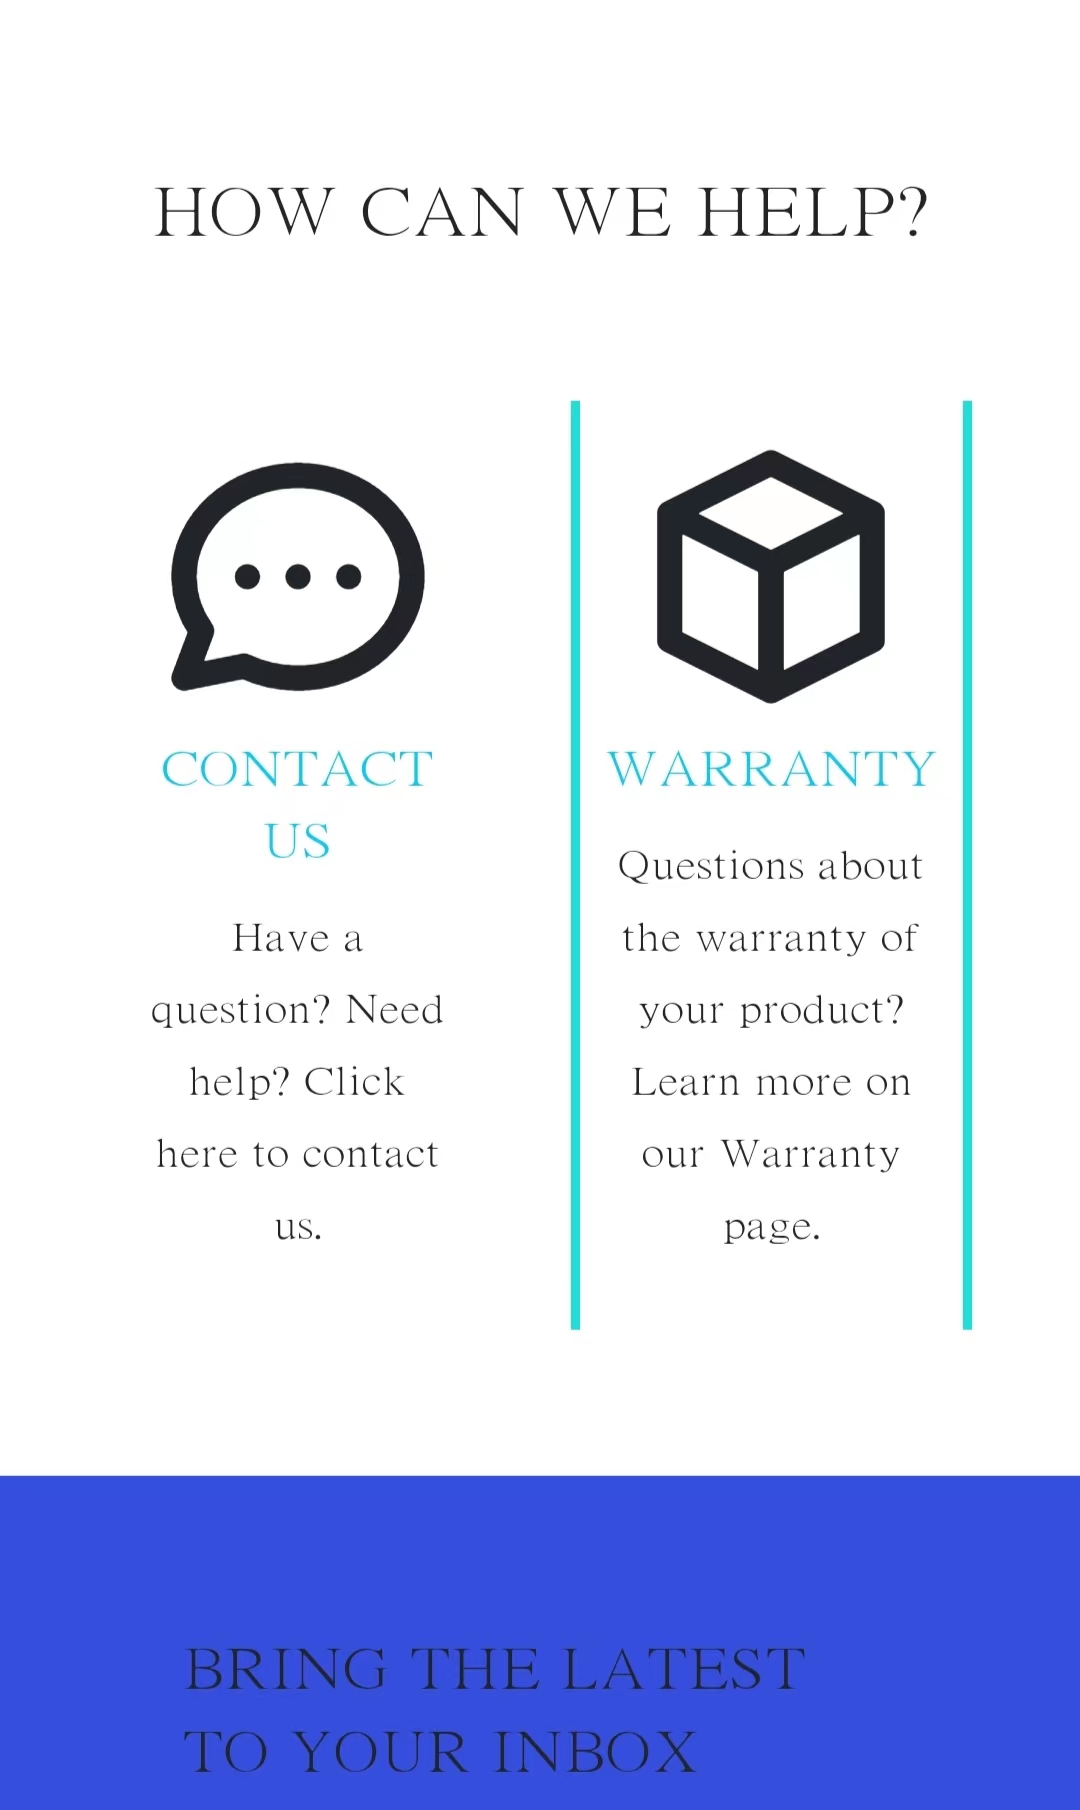 HOW CAN WE HELP?
CONTACT
US
Have a
question? Need
help? Click
here to contact
us.
WARRANTY
Questions about
the warranty of
your product?
Learn more on
our Warranty
page.
BRING THE LATEST
TO YOUR INBOX